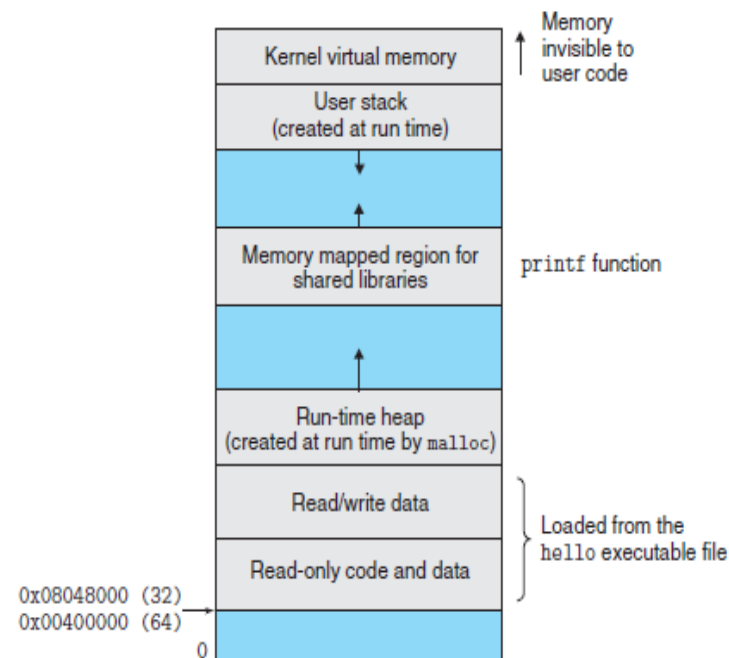 Memory
invisible to
user code
Kernel virtual memory
User stack
(created at run time)
Memory mapped region for
shared libraries
printf function
Run-time heap
(created at run time by malloc)
Read/write data
Loaded from the
hello executable file
Read-only code and data
0x08048000 (32)
0x00400000 (64)
0